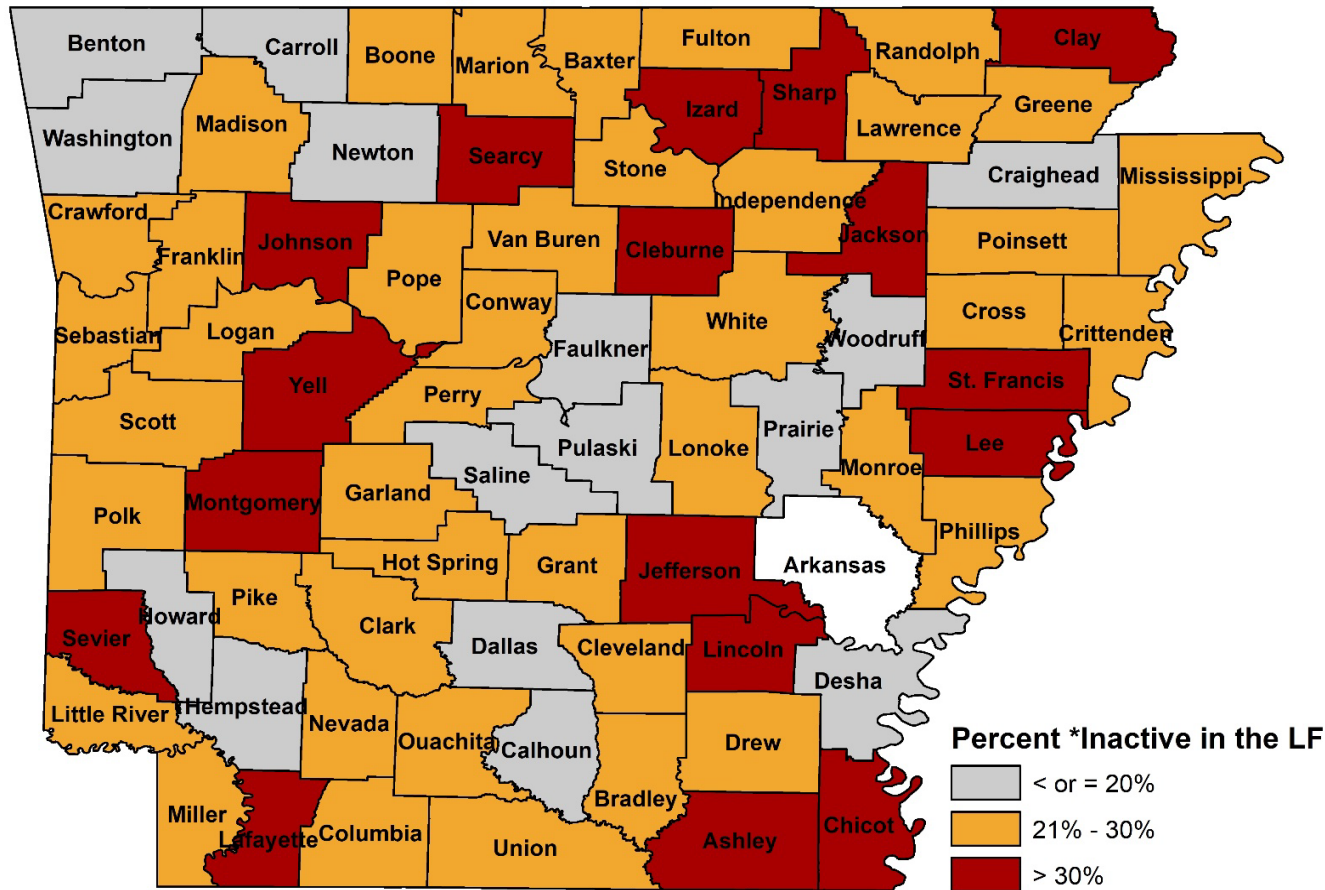 Benton
Carroll
Boone
Marion
Baxter
Fulton
Randolph
Clay
Izard
Sharp
Greene
Washington
Madison
Newton
Searcy
Stone
Lawrence
Independence
Craighead
Mississippi
Crawford
Franklin
Johnson
Pope
Van Buren
Cleburne
Jackson
Poinsett
Sebastian
Logan
Conway
Faulkner
White
Woodruff
Cross
Crittenden
Yell
Scott
Perry
Pulaski
Lonoke
Prairie
St. Francis
Lee
Monroe
Saline
Garland
Montgomery
Polk
Hot Spring
Grant
Jefferson
Arkansas
Phillips
Howard
Pike
Clark
Dallas
Cleveland
Lincoln
Desha
Sevier
Little River
Hempstead
Nevada
Ouachita
Calhoun
Bradley
Drew
Miller
Lafayette
Columbia
Union
Ashley
Chicot
Percent *Inactive in the LF
< or = 20%
21% - 30%
> 30%